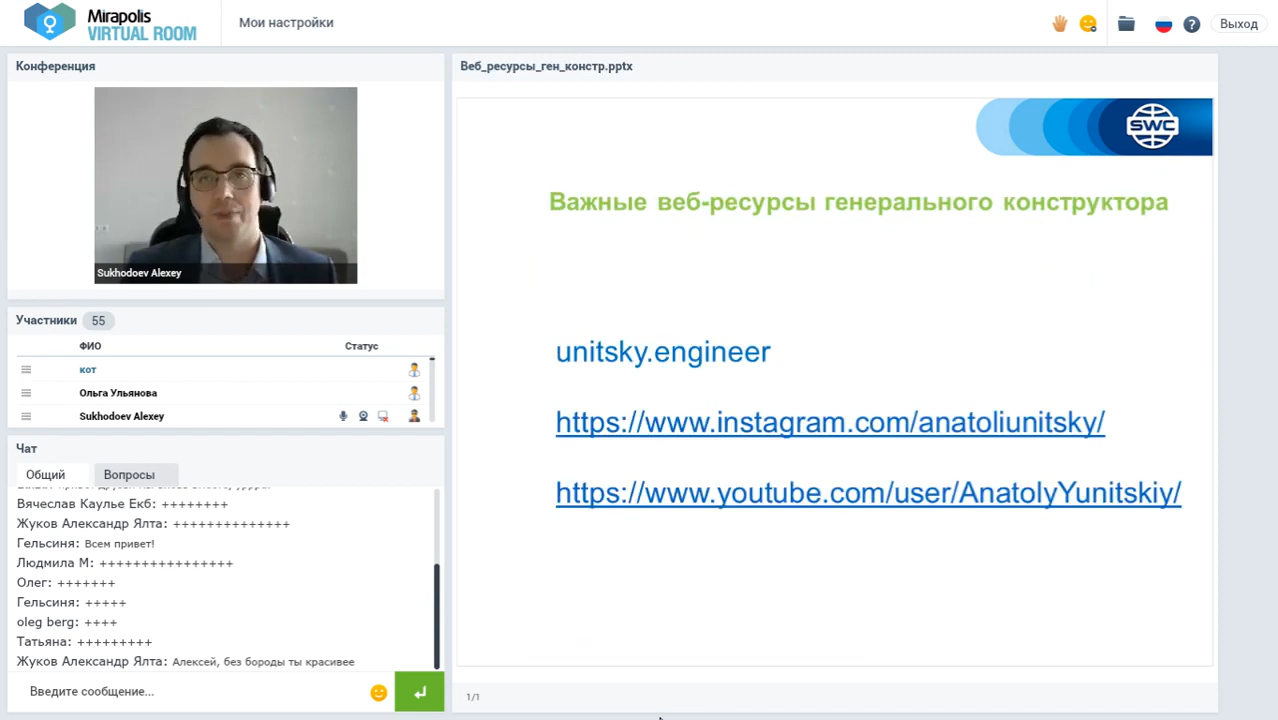 Mirapolis
VIRTUAL ROOM
Мои настройки
Выход
Конференция
Sukhodoev Alexey
Участники 55
ФИО Статус
кот
Ольга Ульянова
Sukhodoev Alexey
Чат
Общий Вопросы
Вячеслав Каулье Екб: ++++++++
Жуков Александр Ялта: ++++++++++++++
Гельсиня: Всем привет!
Людмила М: ++++++++++++++++
Олег: +++++++
Гельсиня: +++++
oleg berg: ++++
Татьяна: +++++++++
Жуков Александр Ялта: Алексей, без бороды ты красивее
Введите сообщение...
Веб_ресурсы_ген_констр.pptx
SWC
Важные веб-ресурсы генерального конструктора
unitsky.engineer
https://www.instagram.com/anatoliunitsky/
https://www.youtube.com/user/AnatolyYunitskiy/
1/1